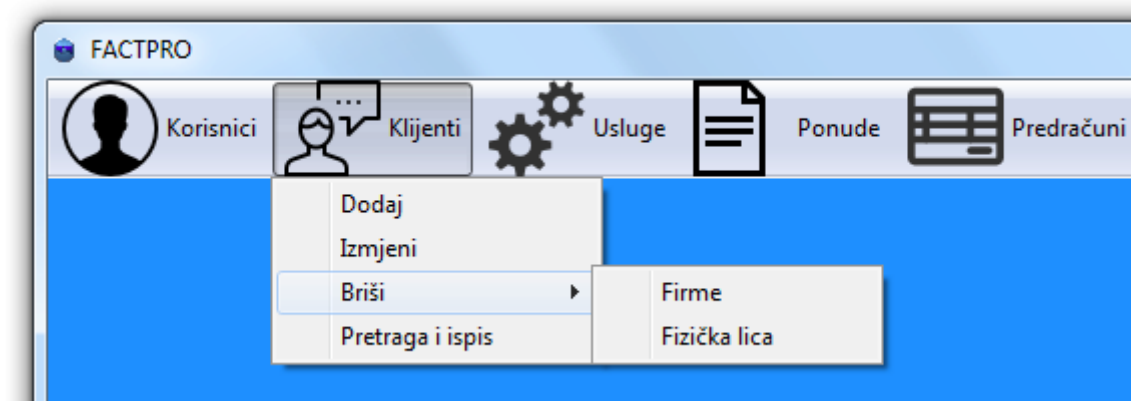 FACTPRO
Korisnici Klijenti Usluge Ponude Predračuni
Dodaj
Izmjeni
Briši
Pretraga i ispis
Firme
Fizička lica